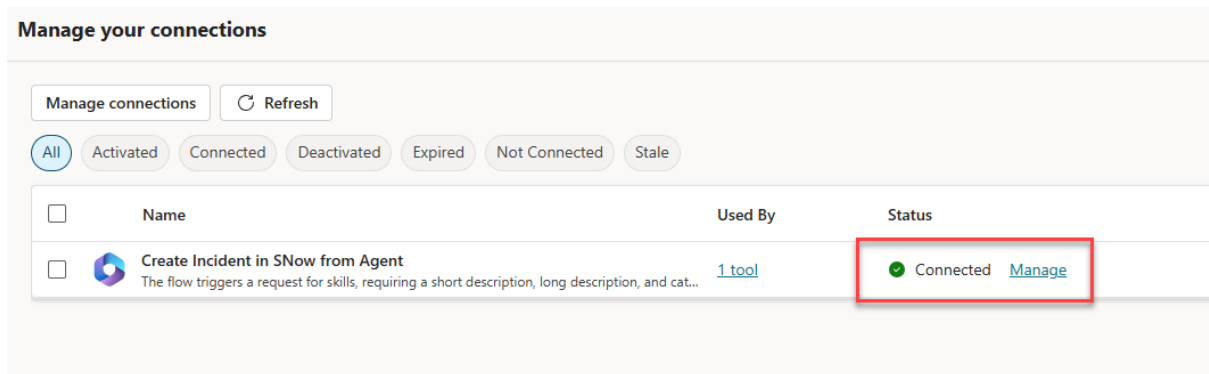 Manage your connections
Manage connections Refresh
All Activated Connected Deactivated Expired Not Connected Stale
Name Used By Status
Create Incident in SNow from Agent
The flow triggers a request for skills, requiring a short description, long description, and cat... 1 tool Connected Manage